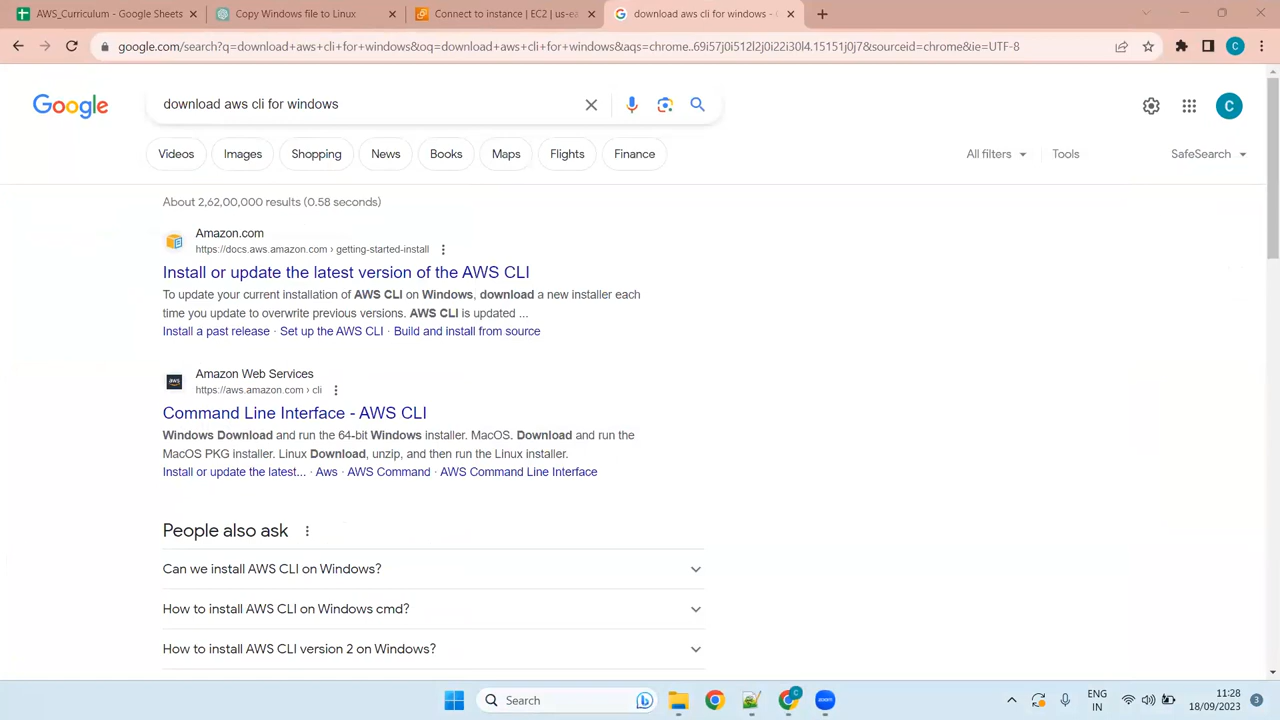 AWS_Curriculum - Google Sheets
Copy Windows file to Linux
Connect to instance | EC2 | us-ea
download aws cli for windows -
google.com/search?q=download+aws+cli+for+windows&oq=download+aws+cli+for+windows&aqs=chrome..69i57j0i512l2j0i22i30l4.15151j0j7&sourceid=chrome&ie=UTF-8
C
Google
download aws cli for windows
C
Videos
Images
Shopping
News
Books
Maps
Flights
Finance
All filters
Tools
SafeSearch
About 2,62,00,000 results (0.58 seconds)
Amazon.com
https://docs.aws.amazon.com › getting-started-install
Install or update the latest version of the AWS CLI
To update your current installation of AWS CLI on Windows, download a new installer each
time you update to overwrite previous versions. AWS CLI is updated ...
Install a past release · Set up the AWS CLI · Build and install from source
aws
Amazon Web Services
https://aws.amazon.com › cli
Command Line Interface - AWS CLI
Windows Download and run the 64-bit Windows installer. MacOS. Download and run the
MacOS PKG installer. Linux Download, unzip, and then run the Linux installer.
Install or update the latest... · Aws · AWS Command · AWS Command Line Interface
People also ask
Can we install AWS CLI on Windows?
How to install AWS CLI on Windows cmd?
How to install AWS CLI version 2 on Windows?
Search
C
zoom
ENG
IN
11:28
18/09/2023
3